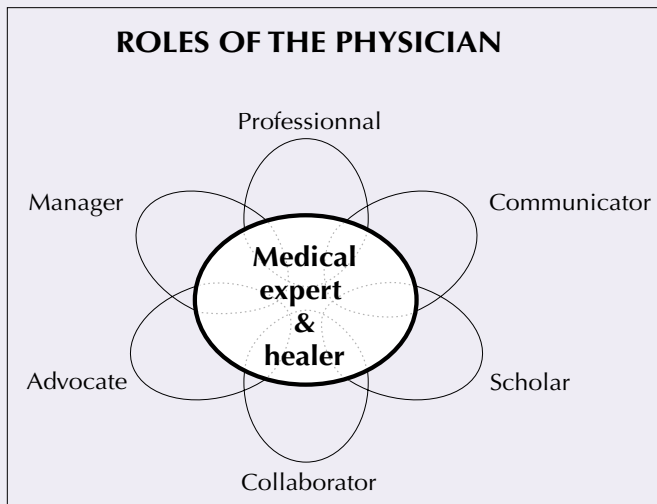 ROLES OF THE PHYSICIAN
Professionnal
Manager
Communicator
Medical
expert
&
healer
Advocate
Scholar
Collaborator